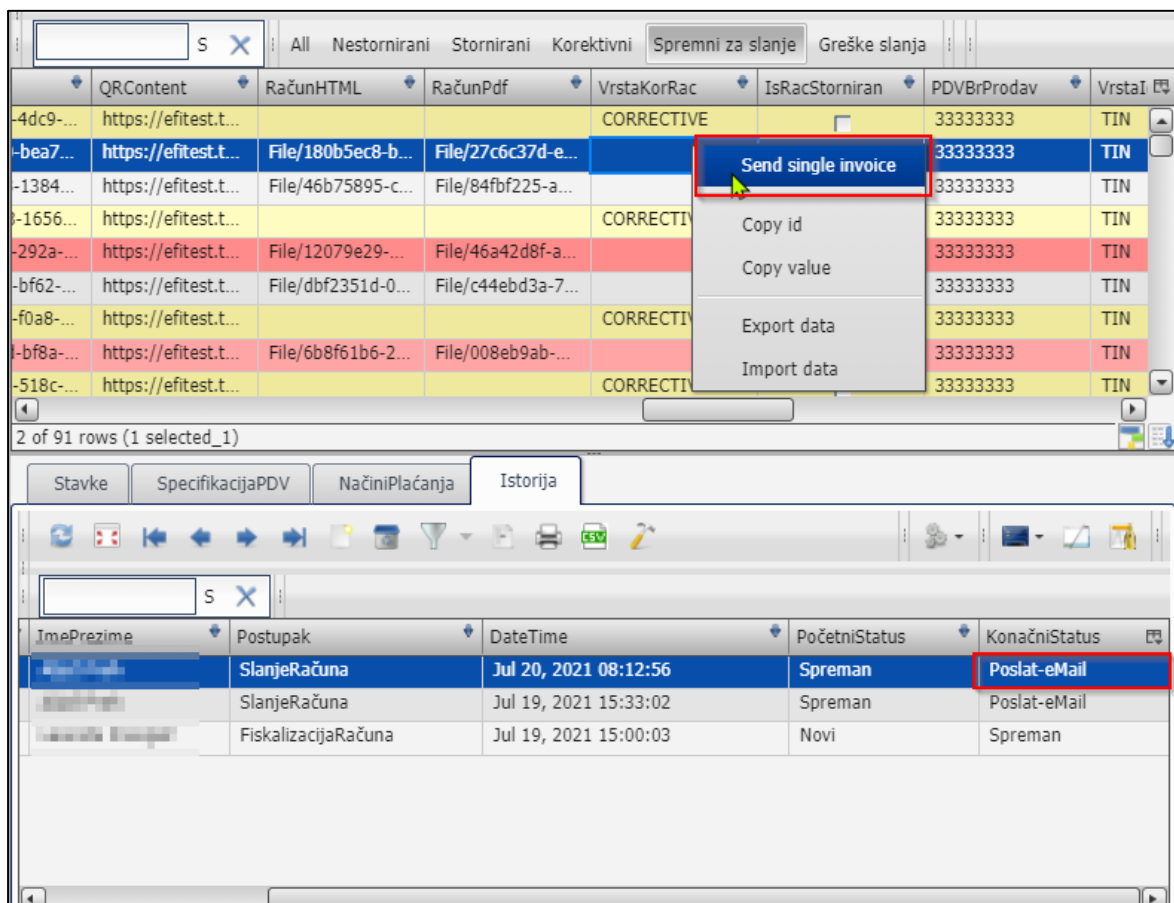 S All Nestornirani Stornirani Korektivni Spremni za slanje Greške slanja
QRContent RačunHTML RačunPdf VrstaKorRac IsRacStorniran PDVBrProdav VrstaI
-4dc9-... https://efitest.t... CORRECTIVE 33333333 TIN
-bea7... https://efitest.t... File/180b5ec8-b... File/27c6c37d-e... 33333333 TIN
Send single invoice
-1384... https://efitest.t... File/46b75895-c... File/84fbf225-a... 33333333 TIN
-1656... https://efitest.t... CORRECTIV 33333333 TIN
Copy id
-292a-... https://efitest.t... File/12079e29-... File/46a42d8f-a... 33333333 TIN
Copy value
-bf62-... https://efitest.t... File/dbf2351d-0... File/c44ebd3a-7... 33333333 TIN
-f0a8-... https://efitest.t... CORRECTIV 33333333 TIN
Export data
-bf8a-... https://efitest.t... File/6b8f61b6-2... File/008eb9ab-... 33333333 TIN
Import data
-518c-... https://efitest.t... CORRECTIV 33333333 TIN
2 of 91 rows (1 selected_1)
Stavke SpecifikacijaPDV NačiniPlaćanja Istorija
CSV
S
ImePrezime Postupak DateTime PočetniStatus KonačniStatus
SlanjeRačuna Jul 20, 2021 08:12:56 Spreman Poslat-eMail
SlanjeRačuna Jul 19, 2021 15:33:02 Spreman Poslat-eMail
FiskalizacijaRačuna Jul 19, 2021 15:00:03 Novi Spreman